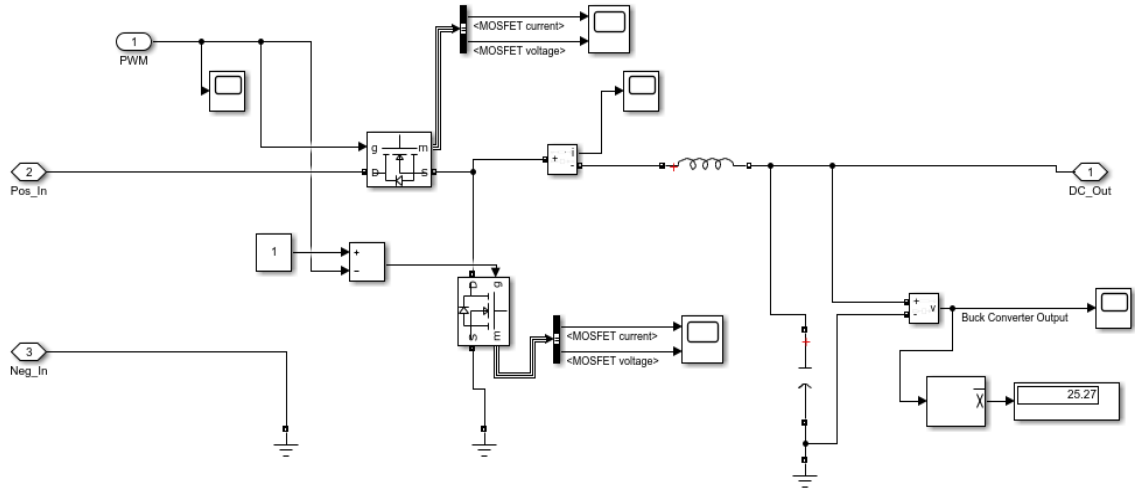 <MOSFET current>
<MOSFET voltage>
1
PWM
g m
D S
i
+
-
+
2
Pos_In
1
DC_Out
1
+
−
D g
S m
<MOSFET current>
<MOSFET voltage>
+
-
v
Buck Converter Output
3
Neg_In
+
X
25.27